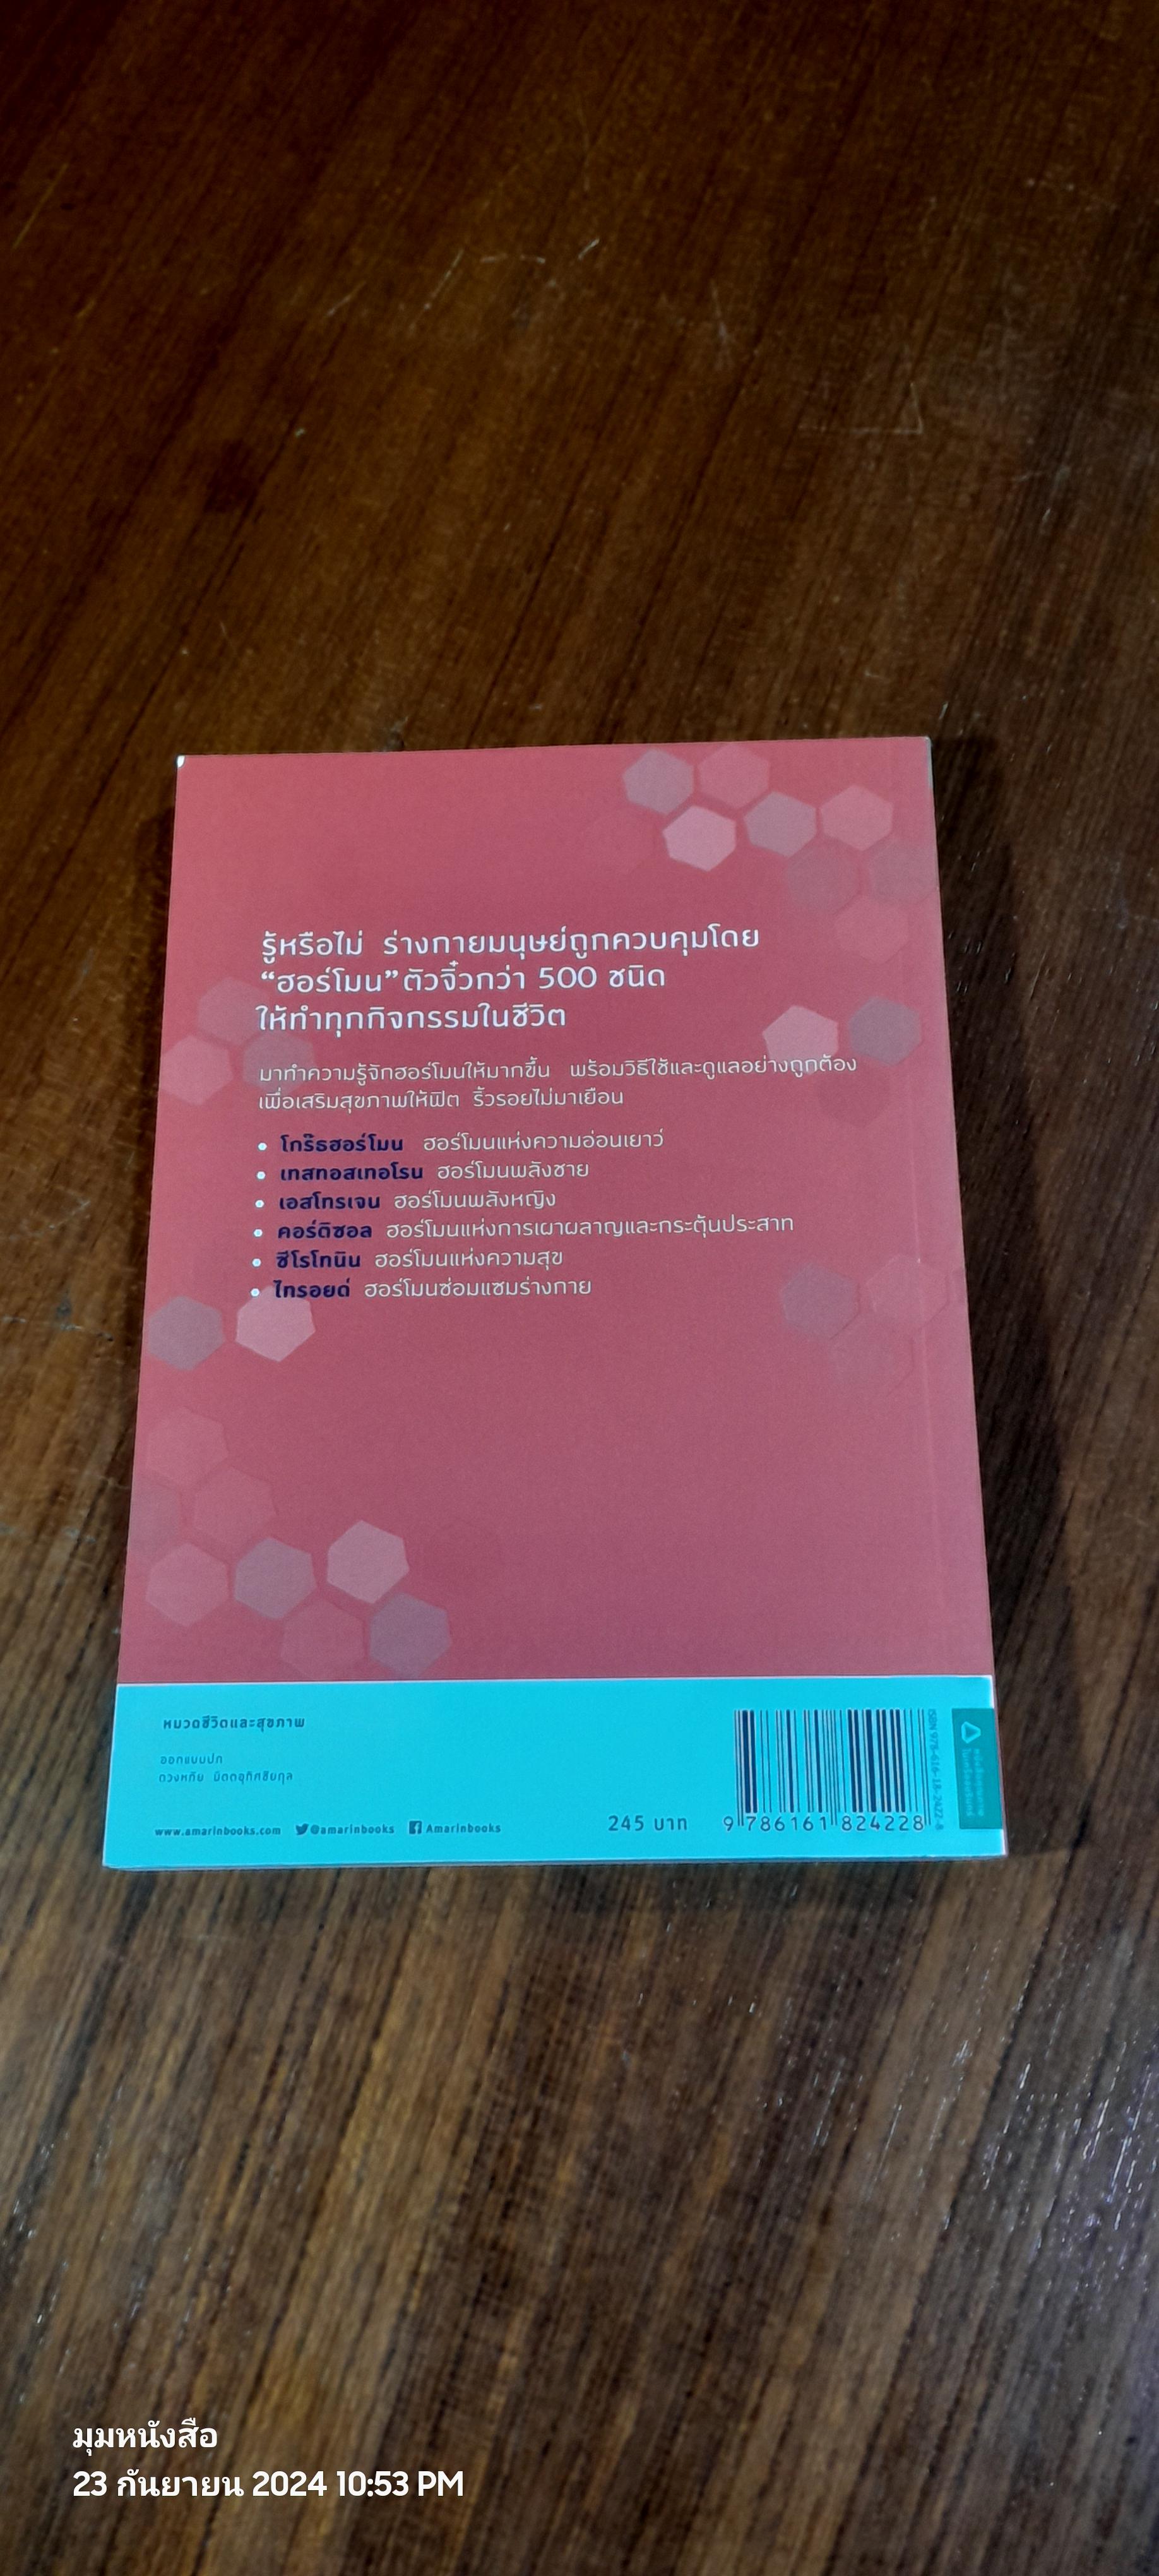 รู้หรือไม่ ร่างกายมนุษย์ถูกควบคุมโดย
“ฮอร์โมน” ตัวจิ๋วกว่า 500 ชนิด
ให้ทำทุกกิจกรรมในชีวิต
มาทำความรู้จักฮอร์โมนให้มากขึ้น พร้อมวิธีใช้และดูแลอย่างถูกต้อง
เพื่อเสริมสุขภาพให้ฟิต ริ้วรอยไม่มาเยือน
• โกร๊ธฮอร์โมน ฮอร์โมนแห่งความอ่อนเยาว์
• เทสทอสเทอโรน ฮอร์โมนพลังชาย
• เอสโทรเจน ฮอร์โมนพลังหญิง
• คอร์ติซอล ฮอร์โมนแห่งการเผาผลาญและกระตุ้นประสาท
• ซีโรโทนิน ฮอร์โมนแห่งความสุข
• ไทรอยด์ ฮอร์โมนซ่อมแซมร่างกาย
หมวดชีวิตและสุขภาพ
ออกแบบปก
ดวงหทัย
www.amarinbooks.com @amarinbooks Amarinbooks
245 บาท
9 786161 824228
ISBN 978-616-18-2422-8
มุมหนังสือ
23 กันยายน 2024 10:53 PM